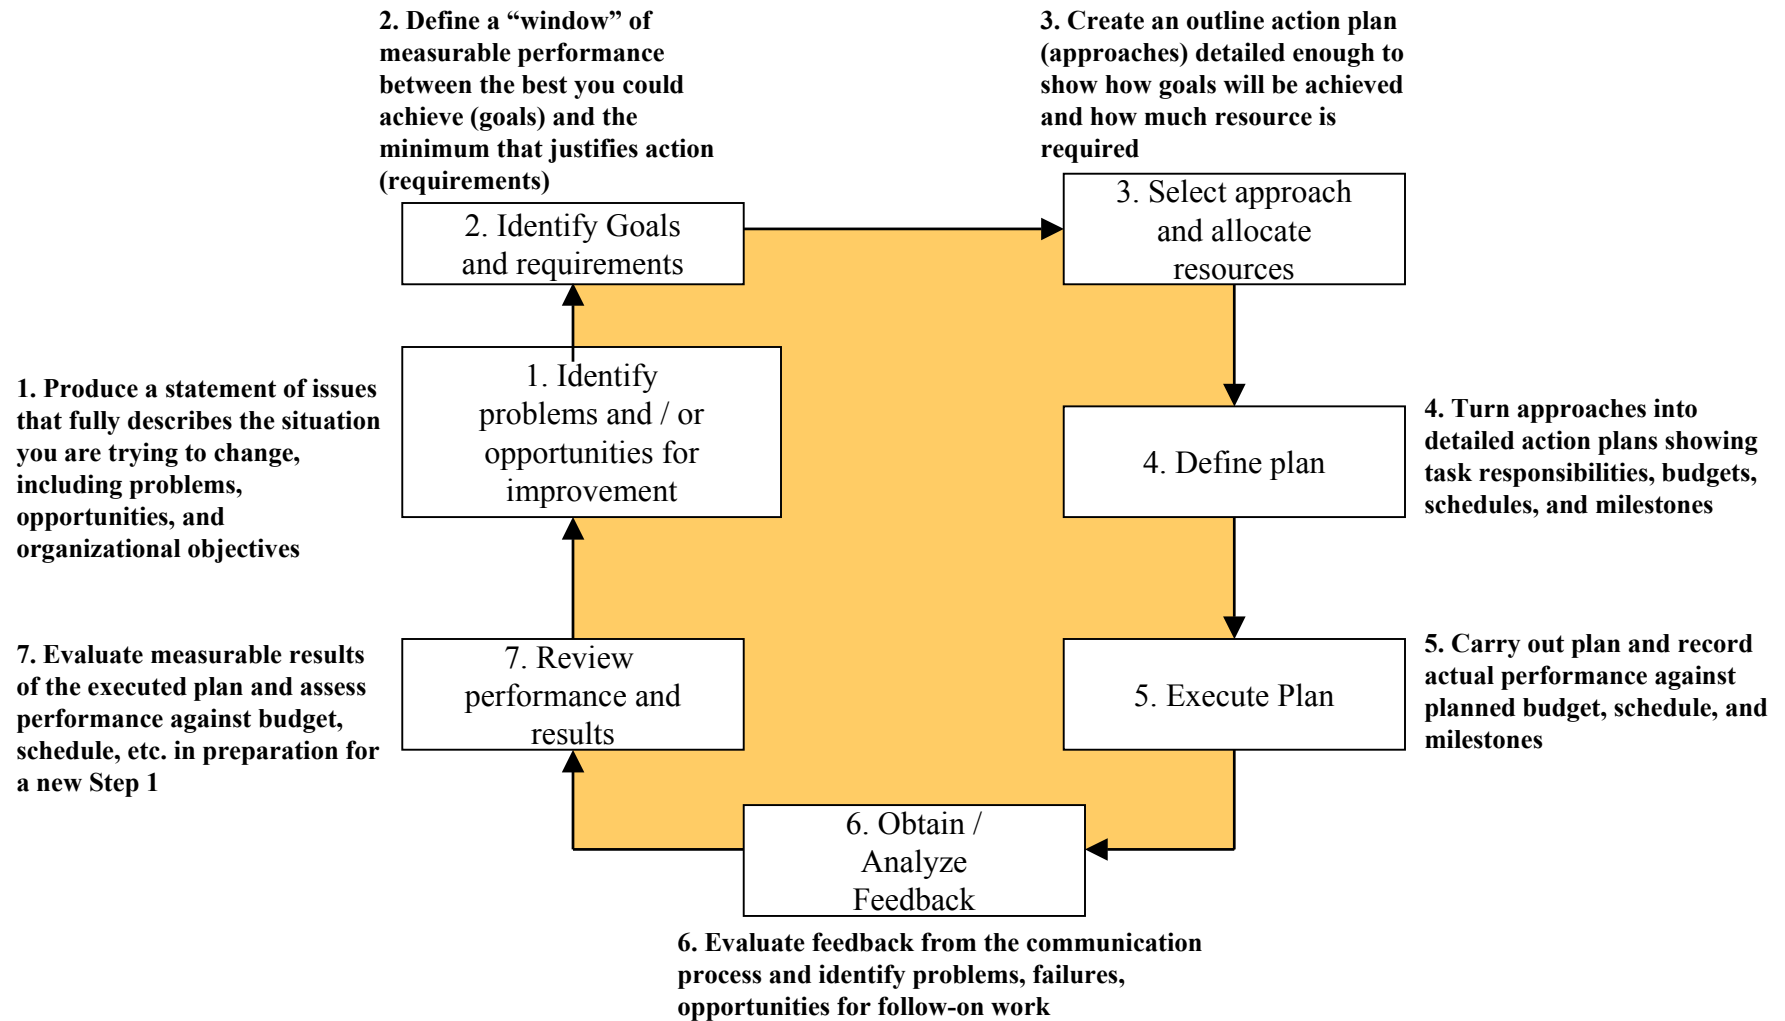 2. Define a “window” of
measurable performance
between the best you could
achieve (goals) and the
minimum that justifies action
(requirements)
3. Create an outline action plan
(approaches) detailed enough to
show how goals will be achieved
and how much resource is
required
2. Identify Goals
and requirements
3. Select approach
and allocate
resources
1. Produce a statement of issues
that fully describes the situation
you are trying to change,
including problems,
opportunities, and
organizational objectives
1. Identify
problems and / or
opportunities for
improvement
4. Define plan
4. Turn approaches into
detailed action plans showing
task responsibilities, budgets,
schedules, and milestones
7. Evaluate measurable results
of the executed plan and assess
performance against budget,
schedule, etc. in preparation for
a new Step 1
7. Review
performance and
results
5. Execute Plan
5. Carry out plan and record
actual performance against
planned budget, schedule, and
milestones
6. Obtain /
Analyze
Feedback
6. Evaluate feedback from the communication
process and identify problems, failures,
opportunities for follow-on work